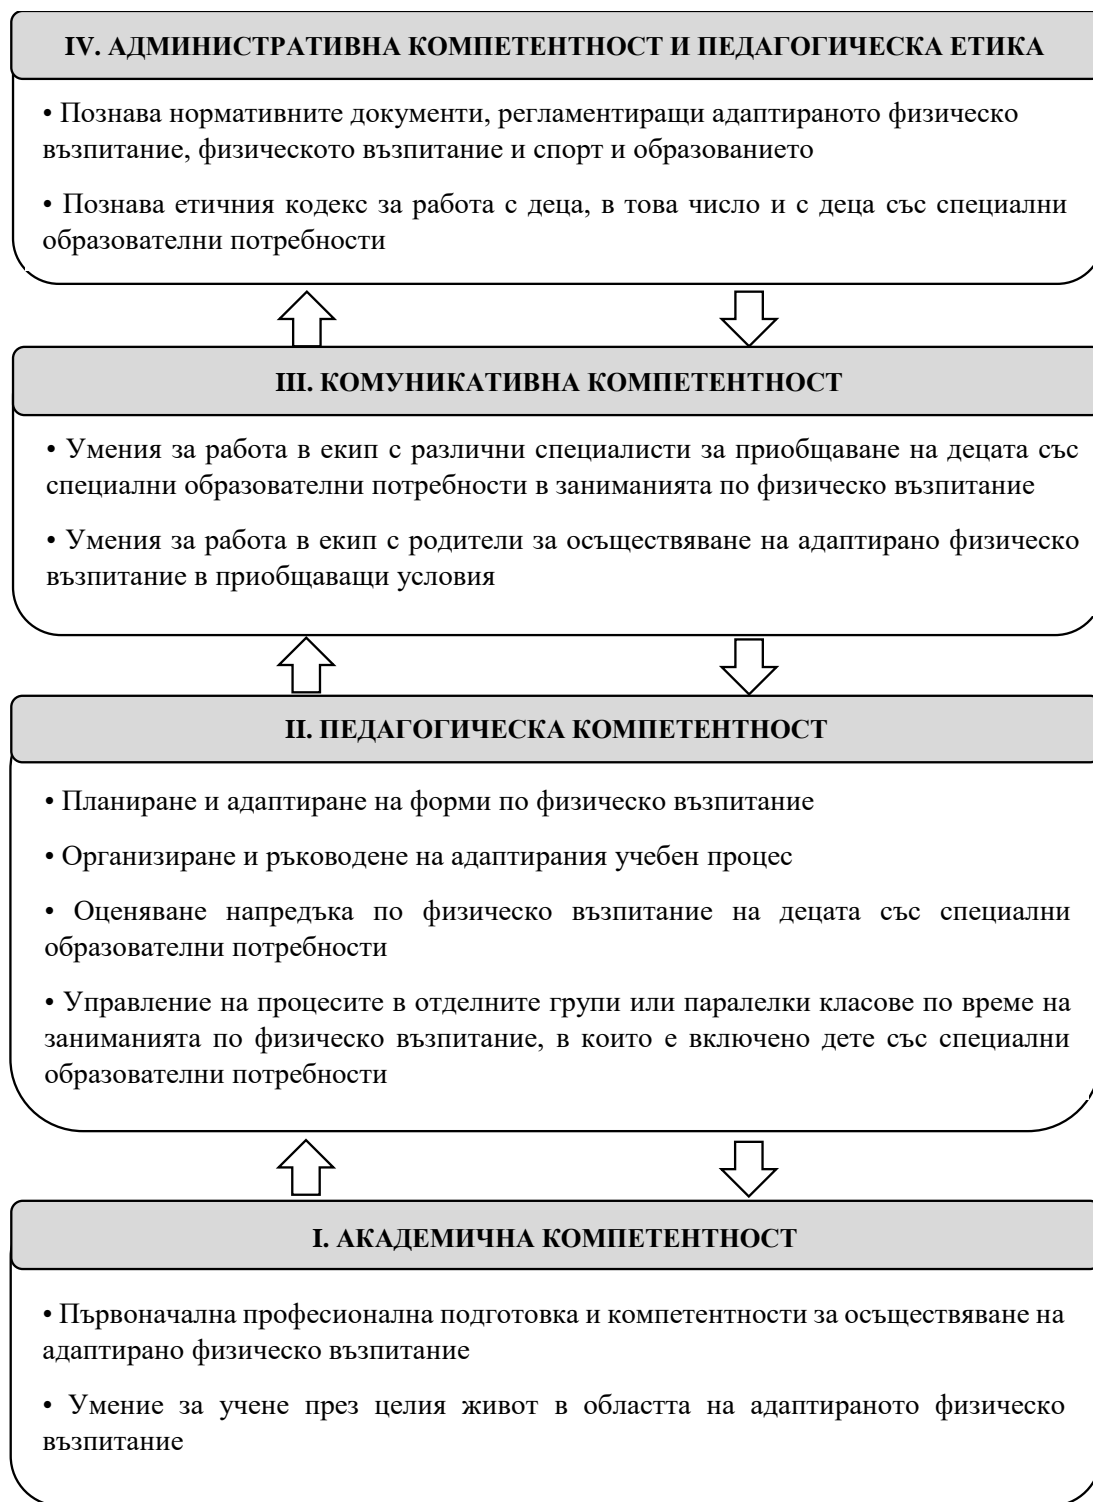 IV. АДМИНИСТРАТИВНА КОМПЕТЕНТНОСТ И ПЕДАГОГИЧЕСКА ЕТИКА
• Познава нормативните документи, регламентиращи адаптираното физическо
възпитание, физическото възпитание и спорт и образованието
• Познава етичния кодекс за работа с деца, в това число и с деца със специални
образователни потребности
III. КОМУНИКАТИВНА КОМПЕТЕНТНОСТ
• Умения за работа в екип с различни специалисти за приобщаване на децата със
специални образователни потребности в заниманията по физическо възпитание
• Умения за работа в екип с родители за осъществяване на адаптирано физическо
възпитание в приобщаващи условия
II. ПЕДАГОГИЧЕСКА КОМПЕТЕНТНОСТ
• Планиране и адаптиране на форми по физическо възпитание
• Организиране и ръководене на адаптирания учебен процес
• Оценяване напредъка по физическо възпитание на децата със специални
образователни потребности
• Управление на процесите в отделните групи или паралелки класове по време на
заниманията по физическо възпитание, в които е включено дете със специални
образователни потребности
I. АКАДЕМИЧНА КОМПЕТЕНТНОСТ
• Първоначална професионална подготовка и компетентности за осъществяване на
адаптирано физическо възпитание
• Умение за учене през целия живот в областта на адаптираното физическо
възпитание